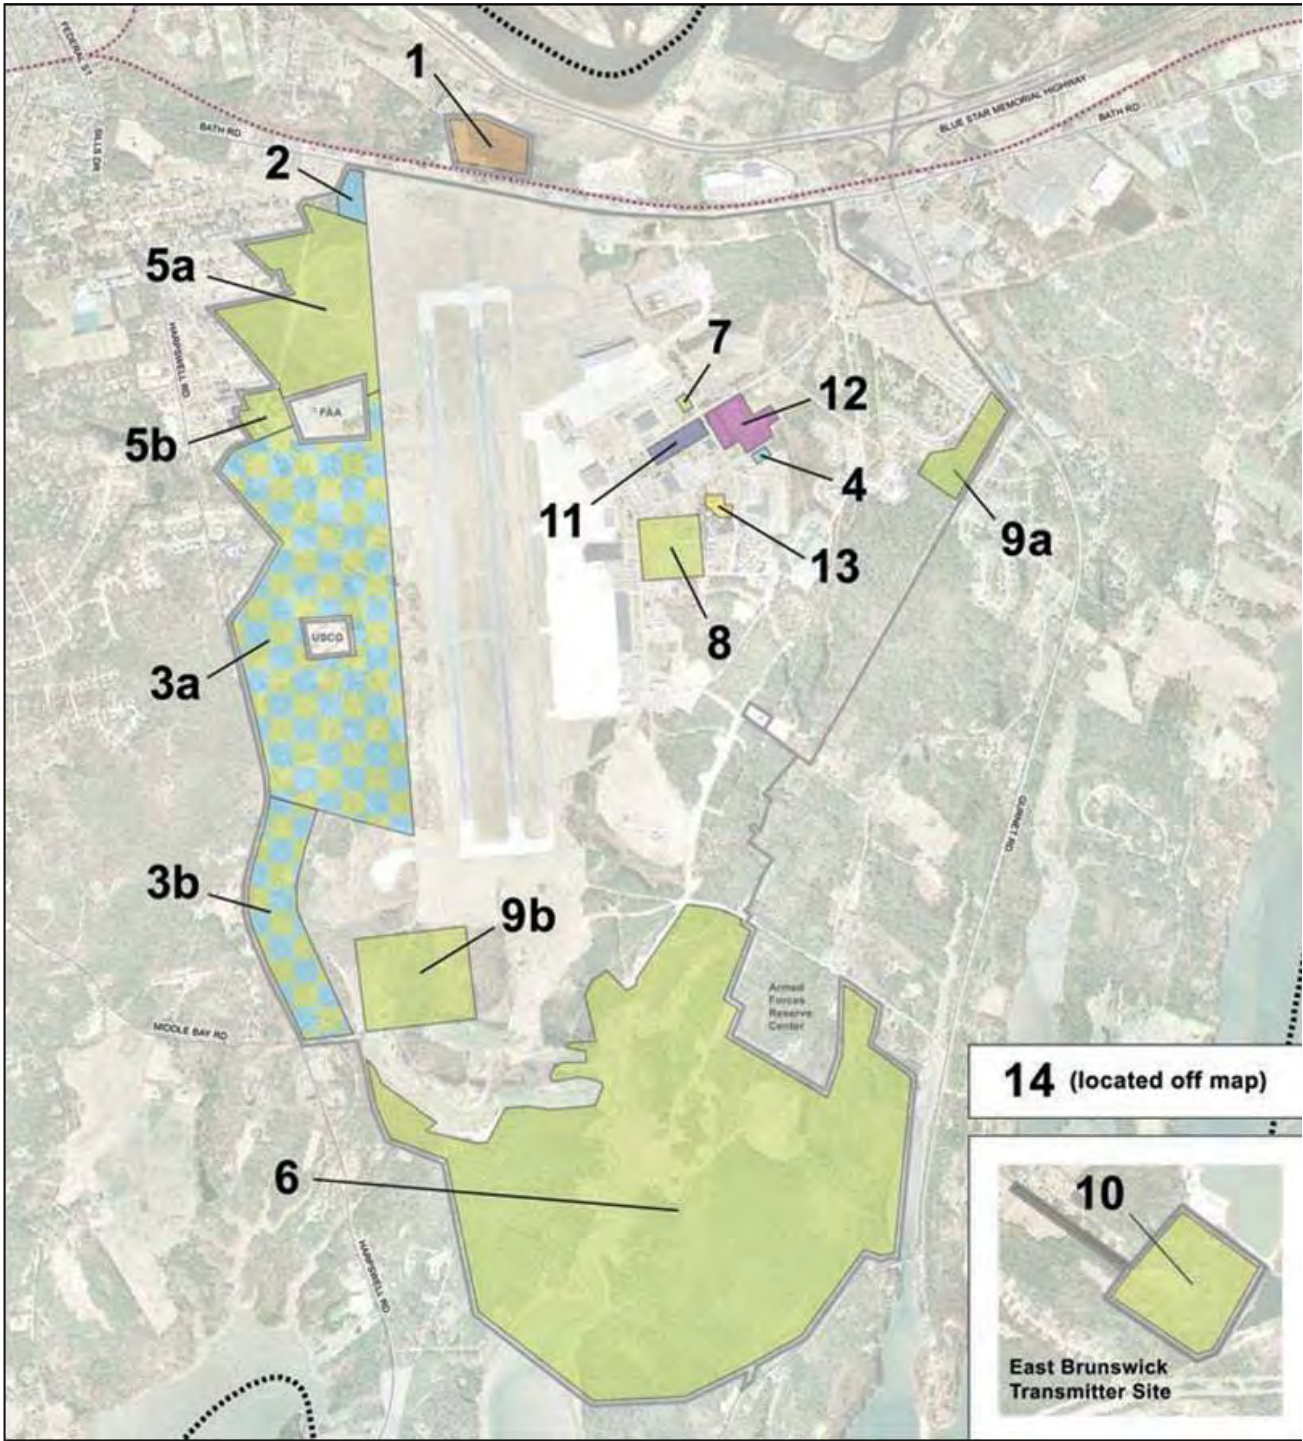 FEDERAL ST
1
BLUE STAR MEMORIAL HIGHWAY
BATH RD
BATH RD
SILLS DR
2
5a
HARPSWELL RD
7
12
FAA
5b
4
11
9a
13
8
USCG
3a
GURNET RD
3b
9b
Armed
Forces
Reserve
Center
MIDDLE BAY RD
14 (located off map)
6
10
HARPSWELL RD
East Brunswick
Transmitter Site